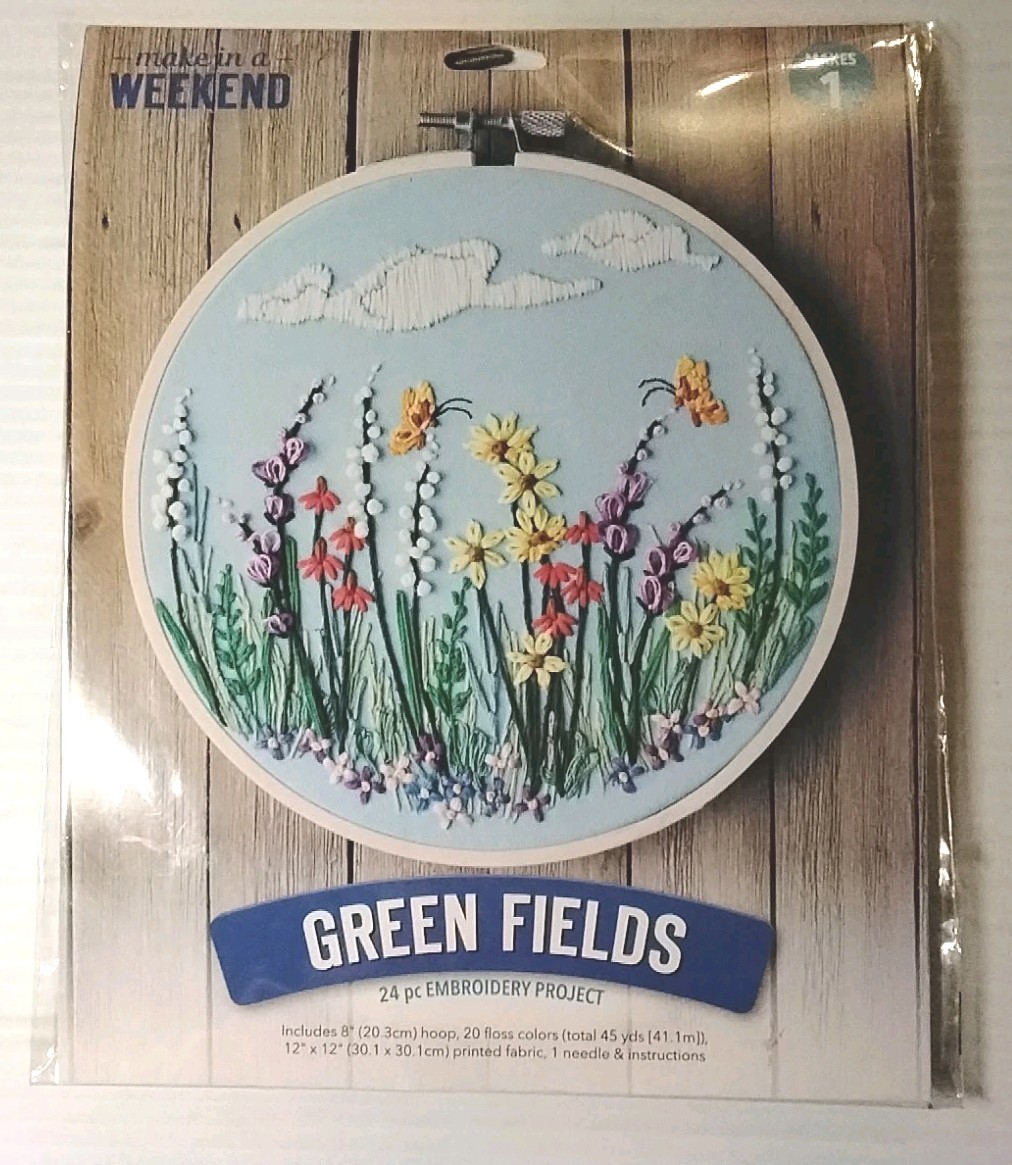 make in a
WEEKEND
MAKES
1
GREEN FIELDS
24 pc EMBROIDERY PROJECT
Includes 8" (20.3cm) hoop, 20 floss colors (total 45 yds [41.1m]),
12" x 12" (30.1 x 30.1cm) printed fabric, 1 needle & instructions